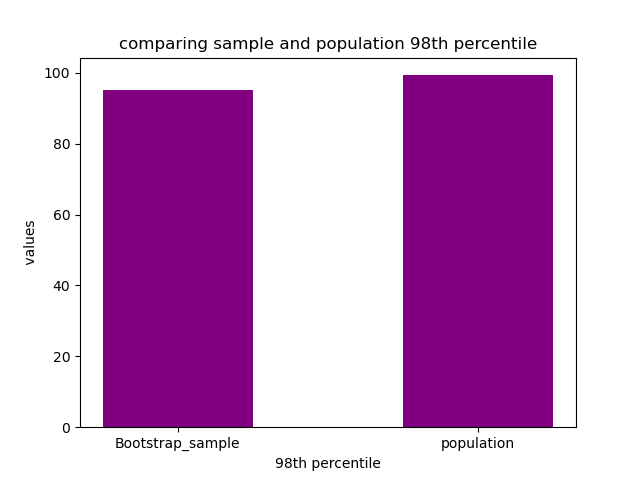 comparing sample and population 98th percentile
100
80
60
40
20
0
values
Bootstrap_sample population
98th percentile